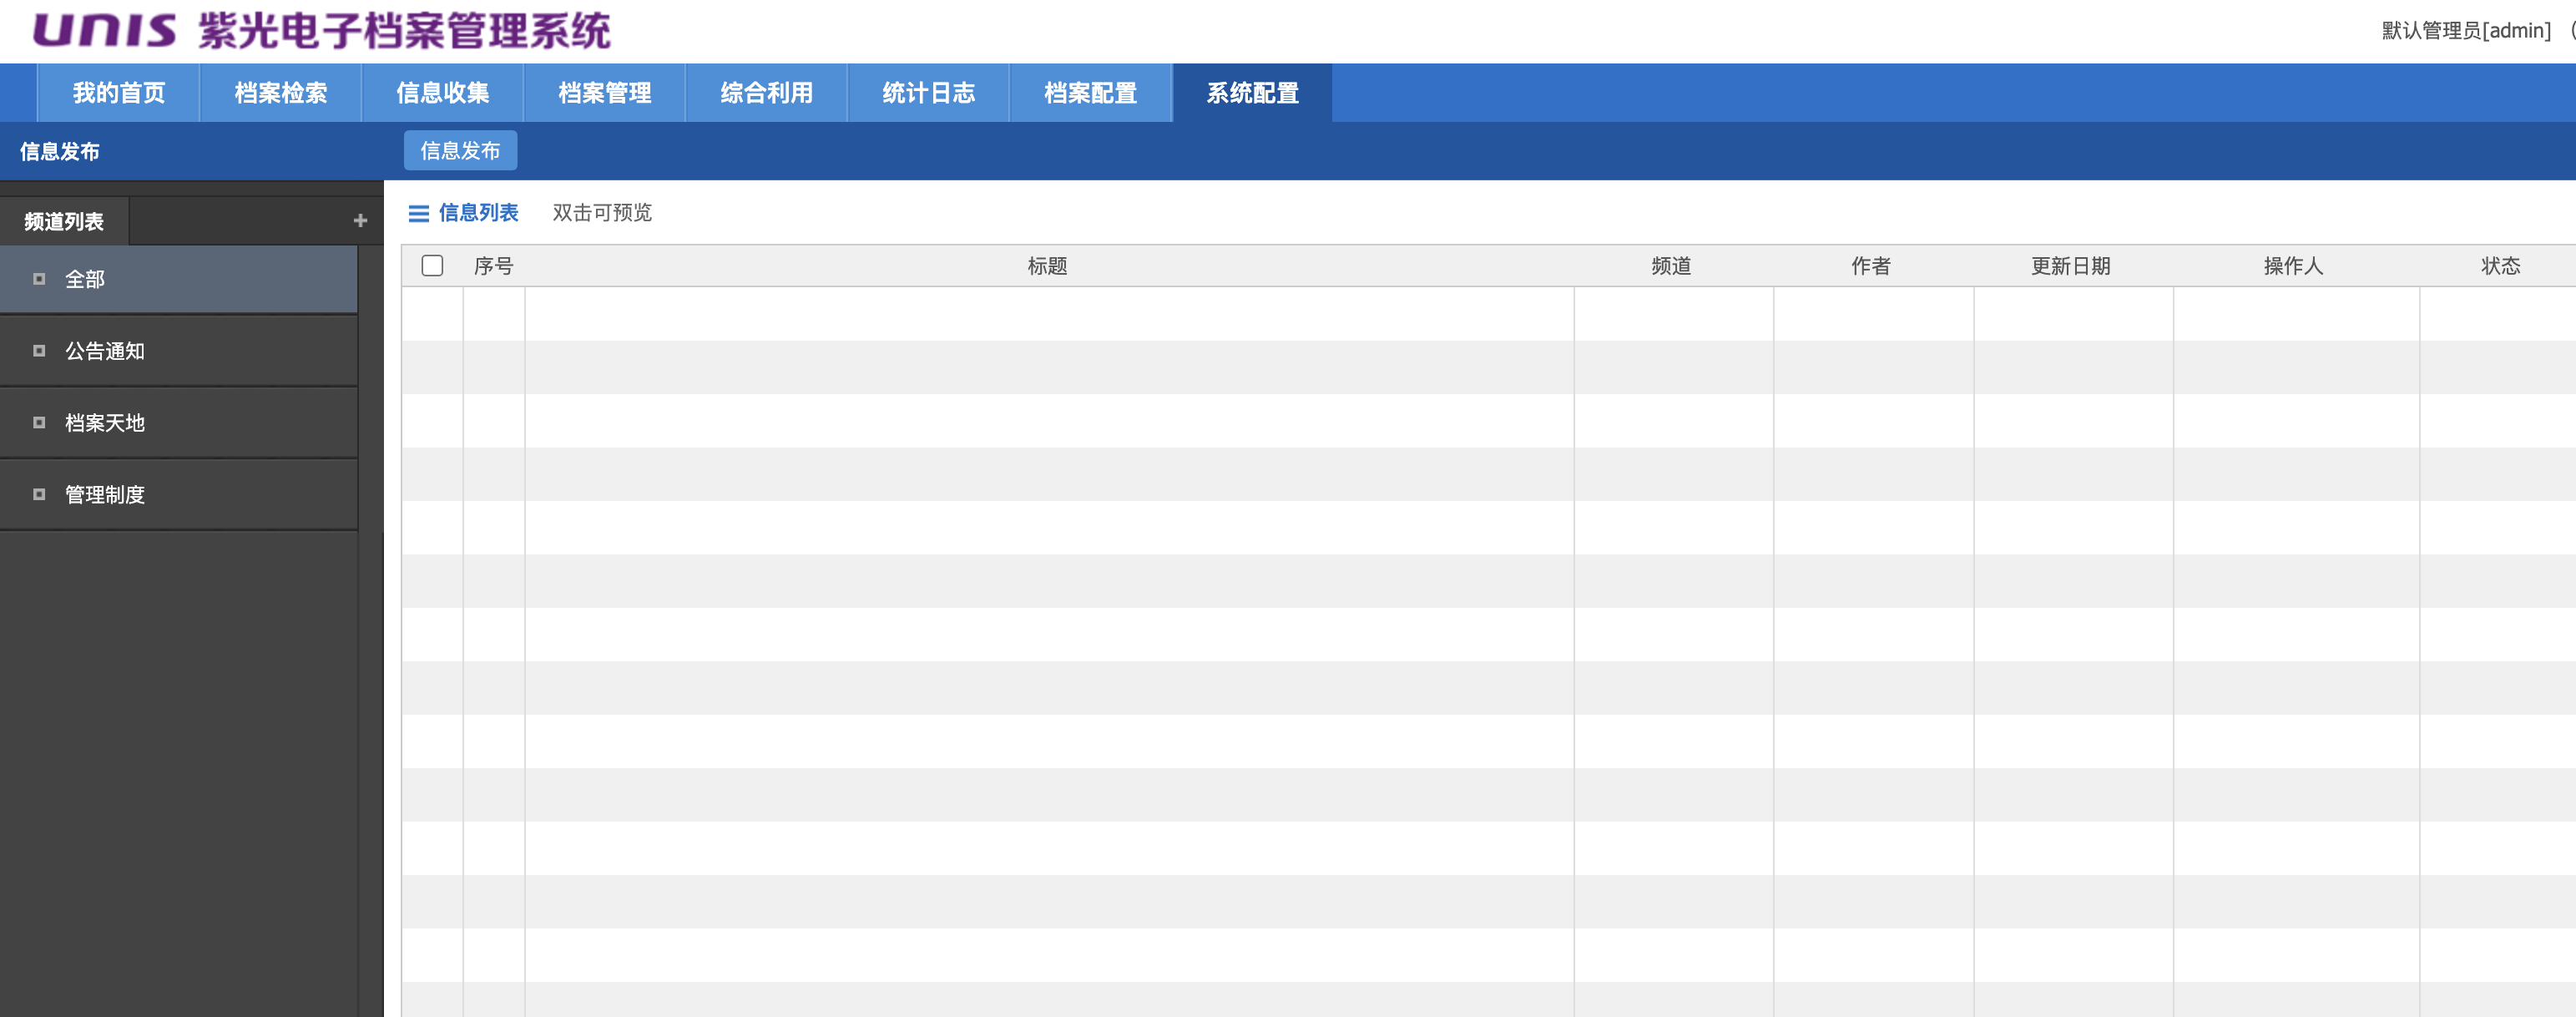 UNIS 紫光电子档案管理系统
默认管理员[admin]
我的首页 档案检索 信息收集 档案管理 综合利用 统计日志 档案配置 系统配置
信息发布 信息发布
频道列表 +
信息列表 双击可预览
序号 标题 频道 作者 更新日期 操作人 状态
全部
公告通知
档案天地
管理制度